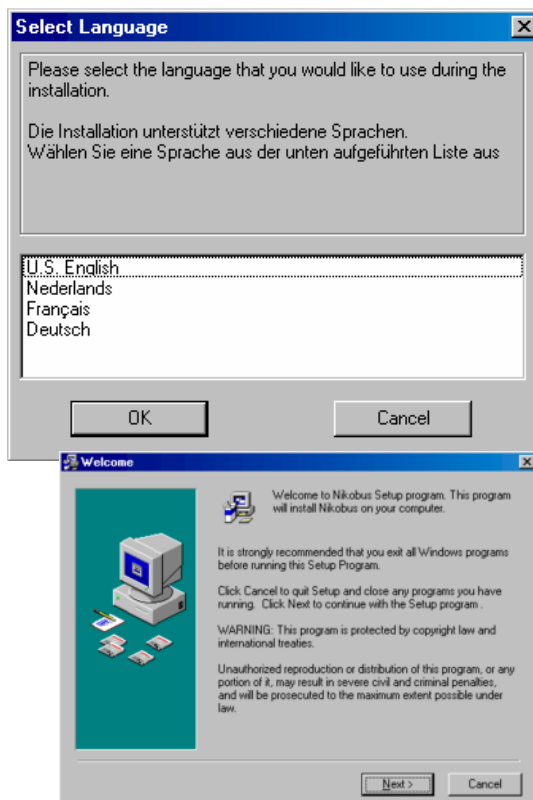 Select Language
Please select the language that you would like to use during the
installation.
Die Installation unterstützt verschiedene Sprachen.
Wählen Sie eine Sprache aus der unten aufgeführten Liste aus
U.S. English
Nederlands
Français
Deutsch
OK
Cancel
Welcome
Welcome to Nikobus Setup program. This program
will install Nikobus on your computer.
It is strongly recommended that you exit all Windows programs
before running this Setup Program.
Click Cancel to quit Setup and close any programs you have
running. Click Next to continue with the Setup program .
WARNING: This program is protected by copyright law and
international treaties.
Unauthorized reproduction or distribution of this program, or any
portion of it, may result in severe civil and criminal penalties,
and will be prosecuted to the maximum extent possible under
law.
Next >
Cancel